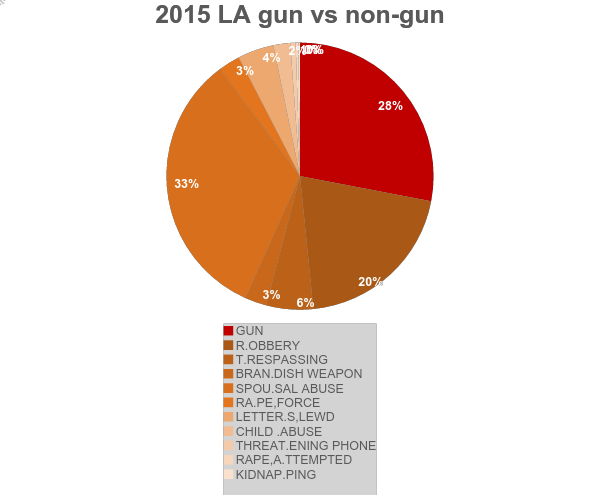 2015 LA gun vs non-gun
28%
20%
6%
3%
33%
3%
4%
2%
GUN
R.OBBERY
T.RESPASSING
BRAN.DISH WEAPON
SPOU.SAL ABUSE
RA.PE,FORCE
LETTER.S,LEWD
CHILD .ABUSE
THREAT.ENING PHONE
RAPE,A.TTEMPTED
KIDNAP.PING